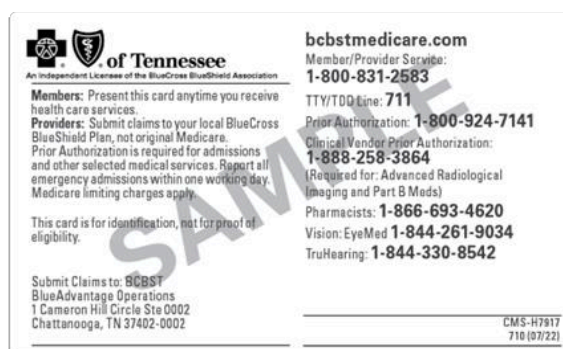 of Tennessee
An Independent Licensee of the BlueCross BlueShield Association
Members: Present this card anytime you receive
health care services.
Providers: Submit claims to your local BlueCross
BlueShield Plan, not original Medicare.
Prior Authorization is required for admissions
and other selected medical services. Report all
emergency admissions within one working day.
Medicare limiting charges apply.
This card is for identification, not for proof of
eligibility.
Submit Claims to: BCBST
BlueAdvantage Operations
1 Cameron Hill Circle Ste 0002
Chattanooga, TN 37402-0002
bcbstmedicare.com
Member/Provider Service:
1-800-831-2583
TTY/TDD Line: 711
Prior Authorization: 1-800-924-7141
Clinical Vendor Prior Authorization:
1-888-258-3864
(Required for: Advanced Radiological
Imaging and Part B Meds)
Pharmacists: 1-866-693-4620
Vision: EyeMed 1-844-261-9034
TruHearing: 1-844-330-8542
CMS-H7917
710 (07/22)
SAMPLE